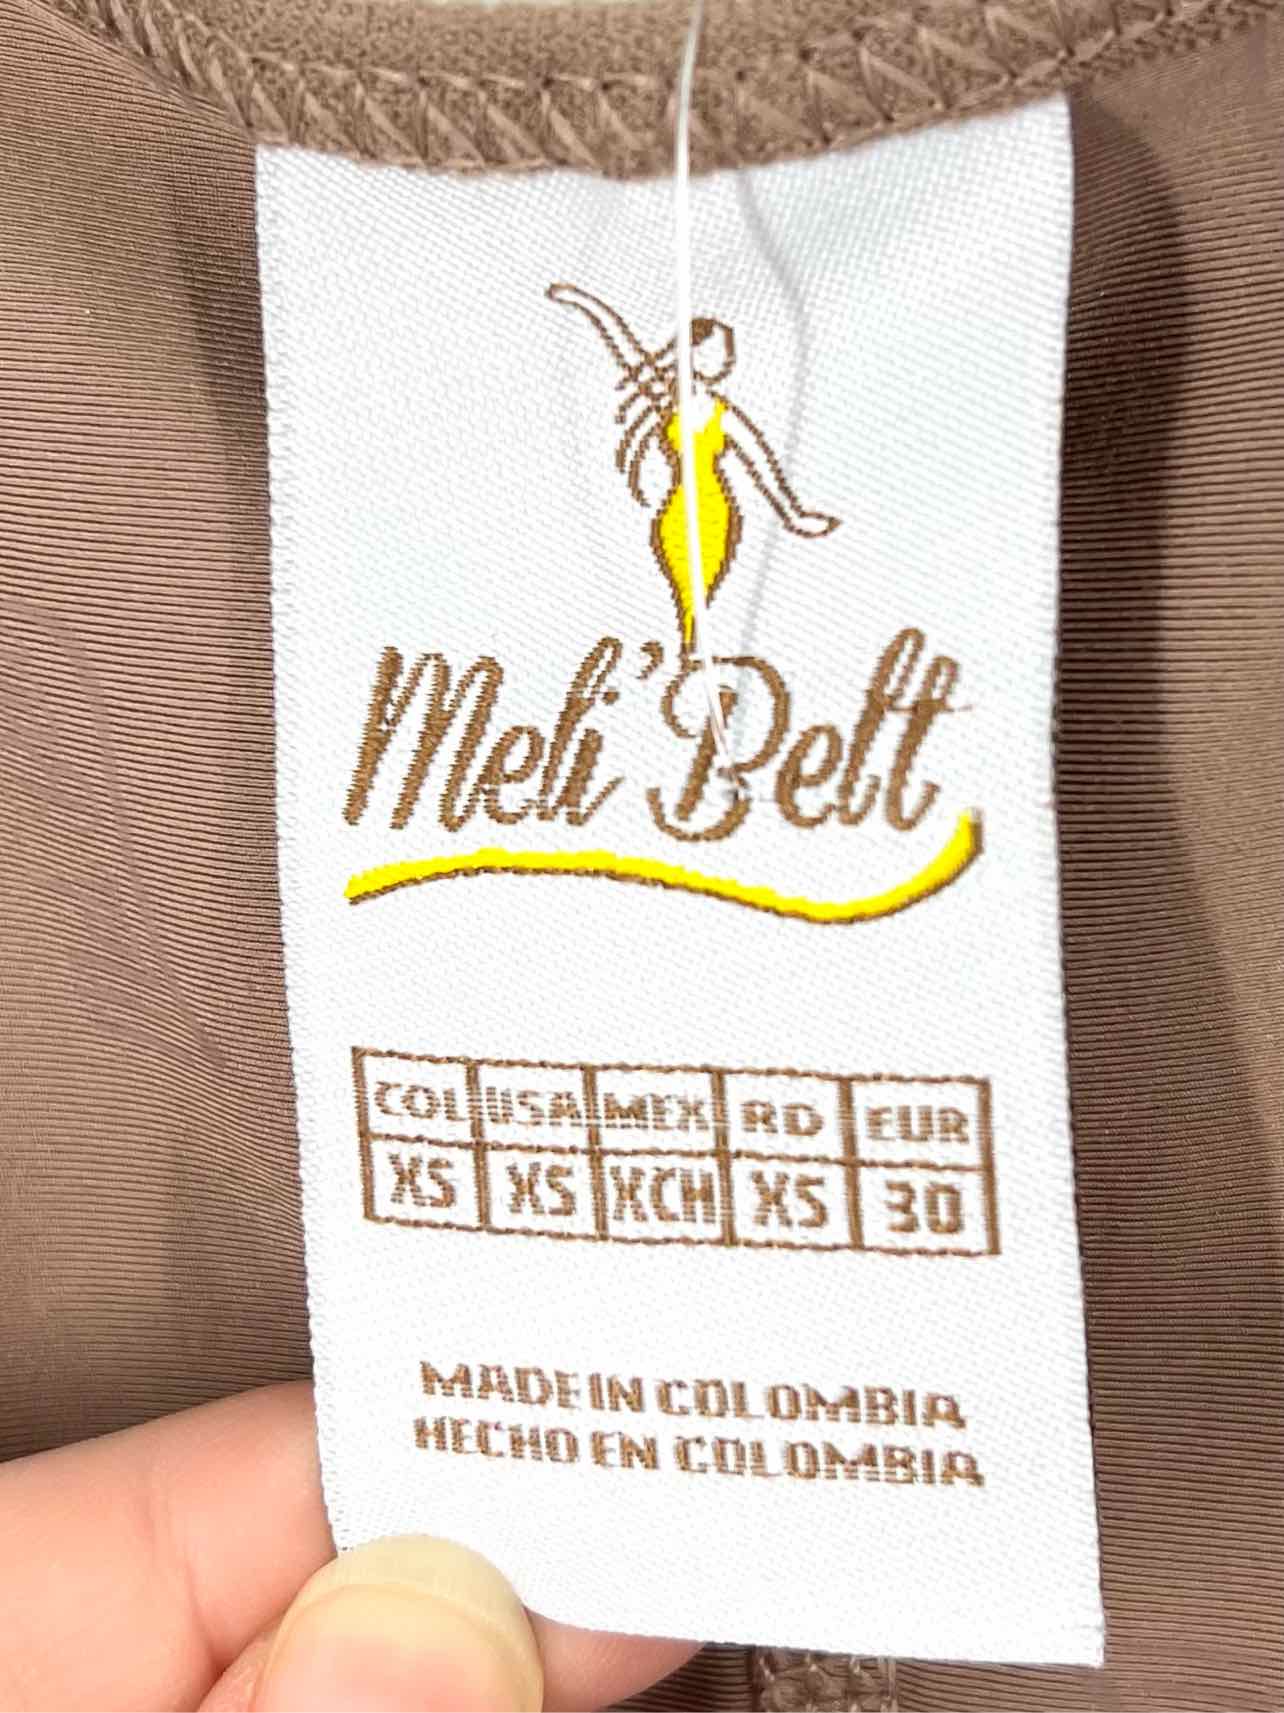 Meli'Belt
COL USA MEX RD EUR
XS XS XCH XS 30
MADE IN COLOMBIA
HECHO EN COLOMBIA